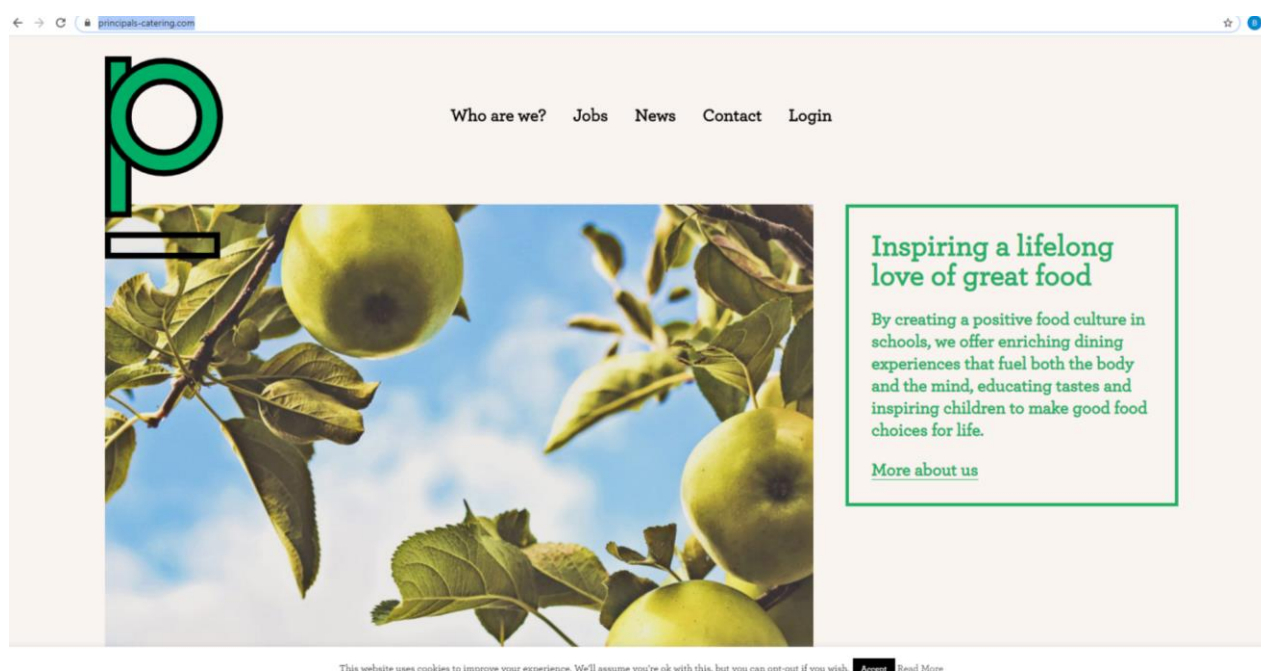 principals-catering.com
B
p
Who are we? Jobs News Contact Login
Inspiring a lifelong
love of great food
By creating a positive food culture in
schools, we offer enriching dining
experiences that fuel both the body
and the mind, educating tastes and
inspiring children to make good food
choices for life.
More about us
This website uses cookies to improve your experience. We'll assume you're ok with this, but you can opt-out if you wish. Accept Read More